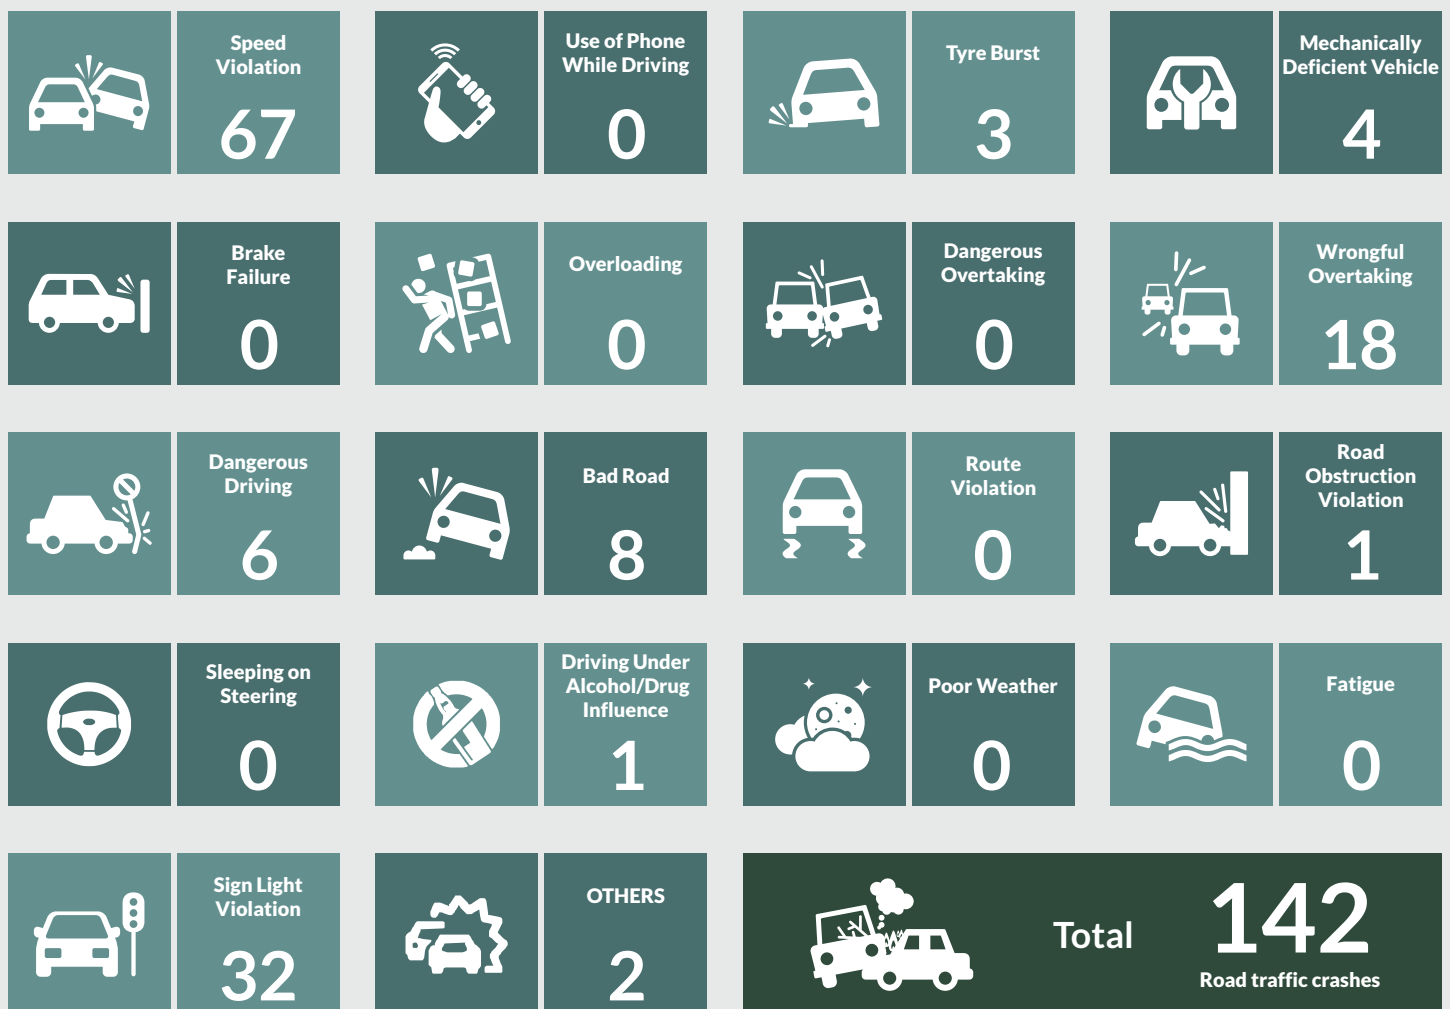 Speed
Violation
67
Use of Phone
While Driving
0
Tyre Burst
3
Mechanically
Deficient Vehicle
4
Brake
Failure
0
Overloading
0
Dangerous
Overtaking
0
Wrongful
Overtaking
18
Dangerous
Driving
6
Bad Road
8
Route
Violation
0
Road
Obstruction
Violation
1
Sleeping on
Steering
0
Driving Under
Alcohol/Drug
Influence
1
Poor Weather
0
Fatigue
0
Sign Light
Violation
32
OTHERS
2
Total
142
Road traffic crashes